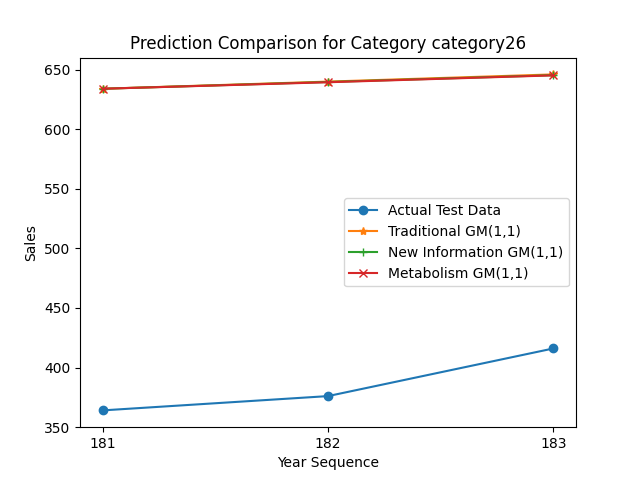 Prediction Comparison for Category category26
650
600
550
500
450
400
350
Sales
Actual Test Data
Traditional GM(1,1)
New Information GM(1,1)
Metabolism GM(1,1)
181
182
183
Year Sequence